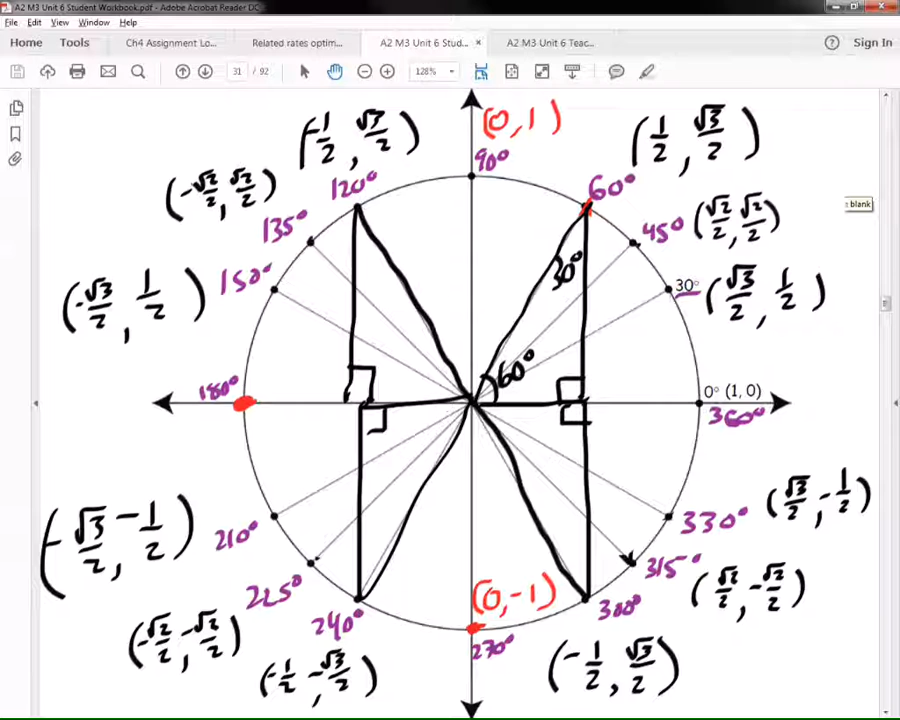 A2 M3 Unit 6 Student Workbook.pdf - Adobe Acrobat Reader DC
File Edit View Window Help
Home Tools Ch4 Assignment Lo... Related rates optim... A2 M3 Unit 6 Stud... × A2 M3 Unit 6 Teac... ? Sign In
31 / 92 128%
(0, 1)
(-1/2, √3/2)
(1/2, √3/2)
90°
120°
60°
(-√2/2, √2/2)
: blank
135°
45° (√2/2, √2/2)
30°
150°
(-√3/2, 1/2)
30° (√3/2, 1/2)
60°
180°
0° (1, 0)
360°
(-√3/2, -1/2)
210°
330° (√3/2, -1/2)
225°
315°
(√2/2, -√2/2)
(0, -1)
240°
300°
(-√2/2, -√2/2)
270°
(-1/2, -√3/2)
(-1/2, √3/2)